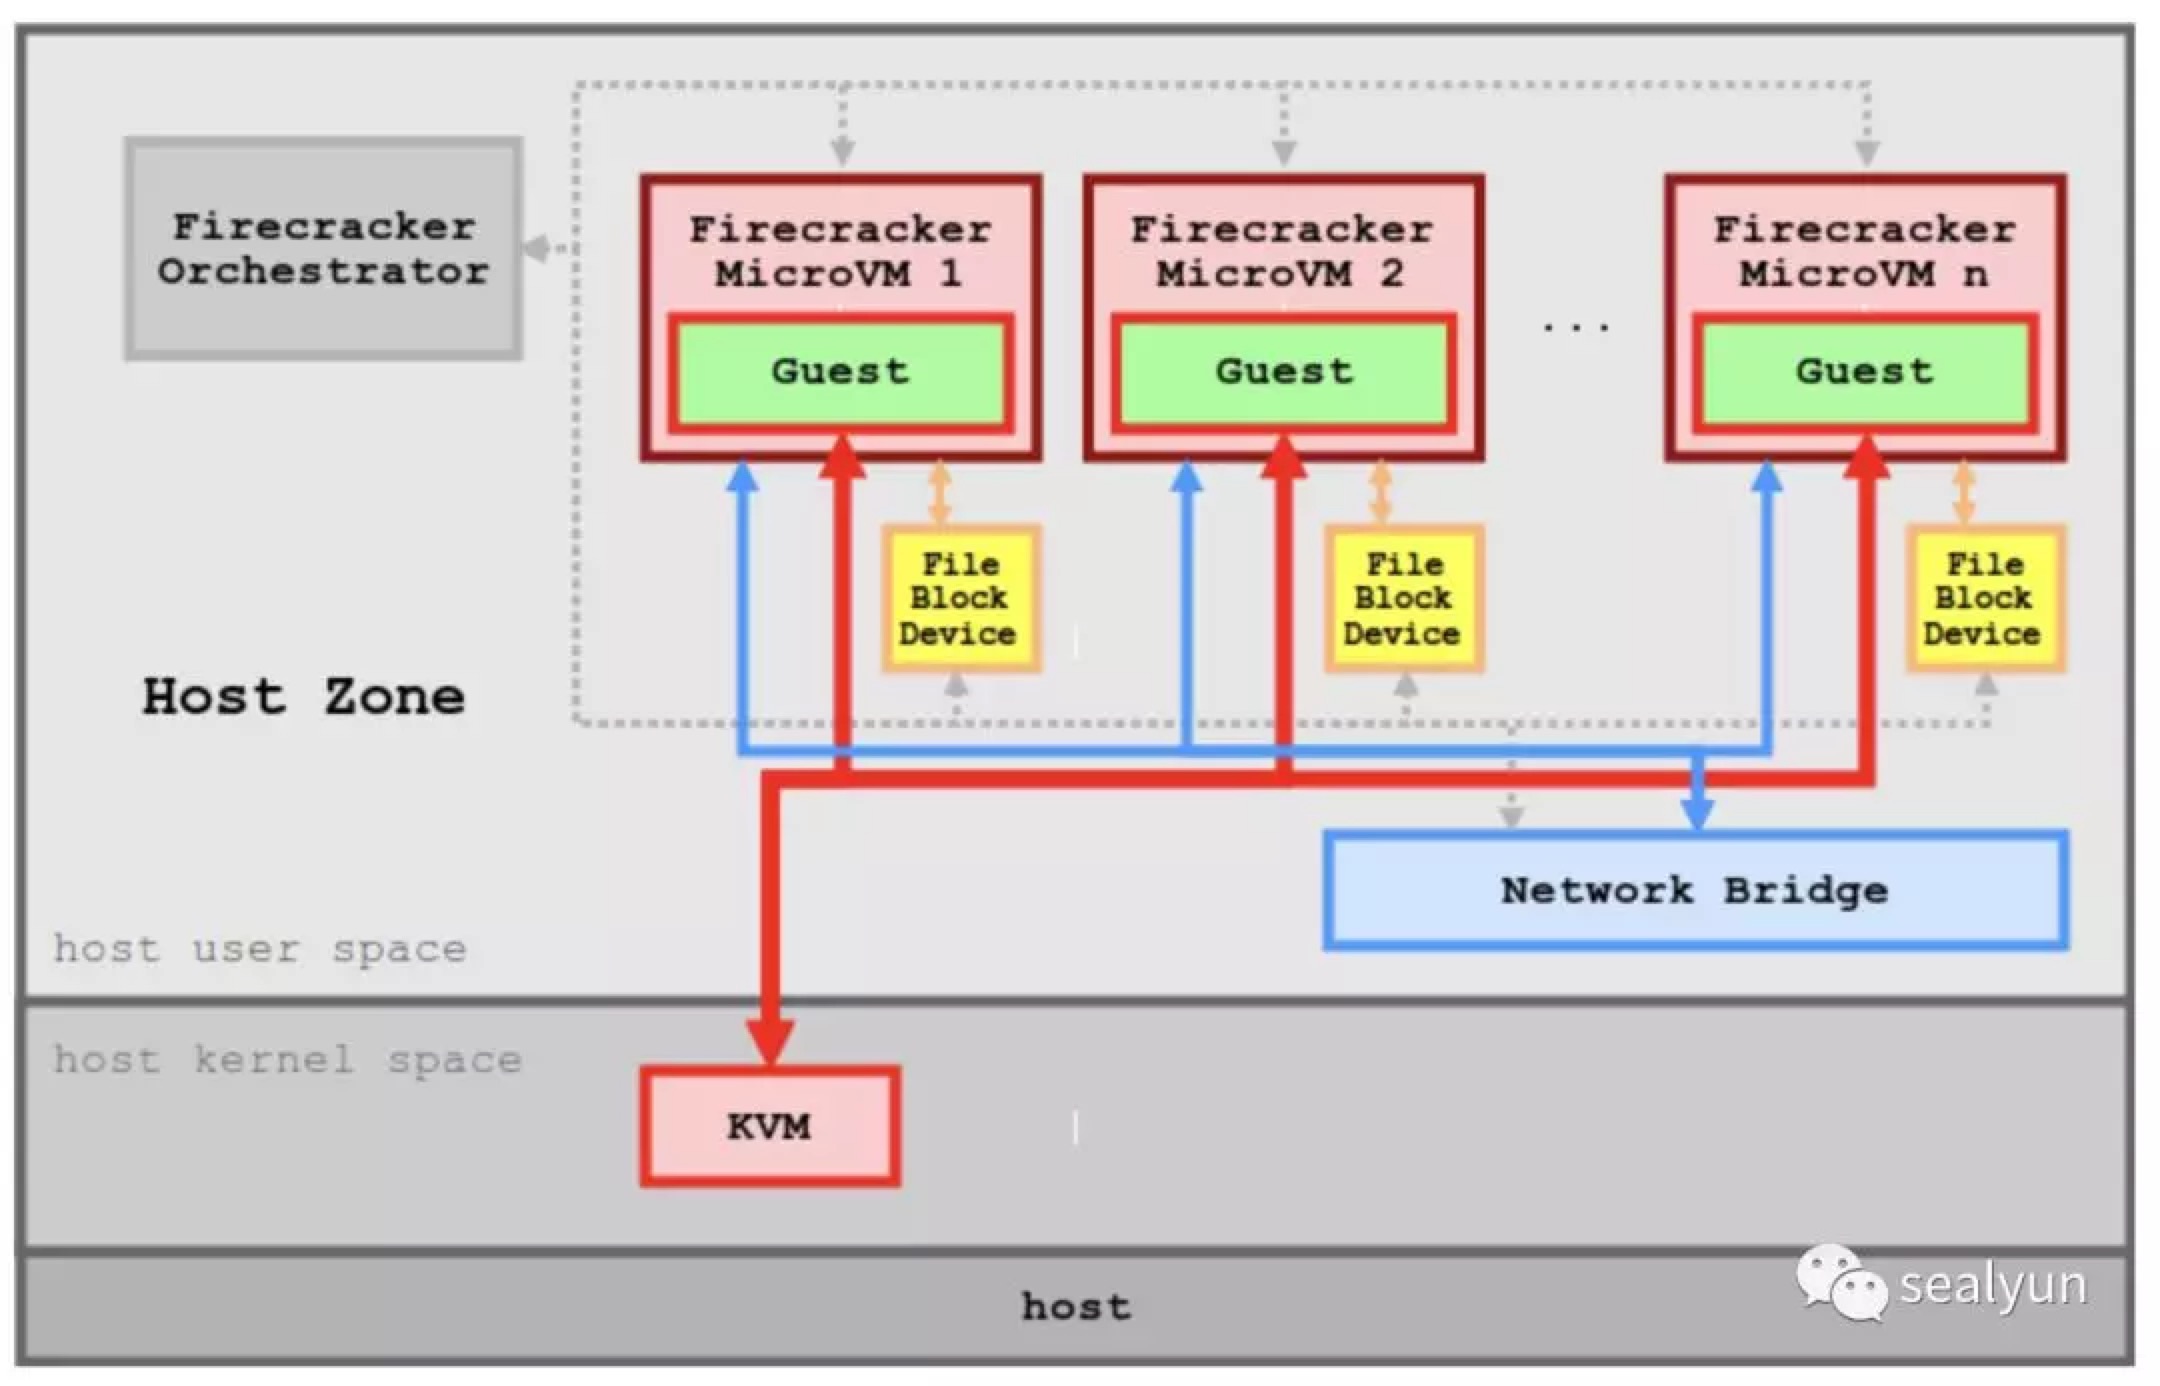 Firecracker
Orchestrator
Firecracker
MicroVM 1
Guest
Firecracker
MicroVM 2
Guest
...
Firecracker
MicroVM n
Guest
File
Block
Device
File
Block
Device
File
Block
Device
Host Zone
Network Bridge
host user space
host kernel space
KVM
host
sealyun